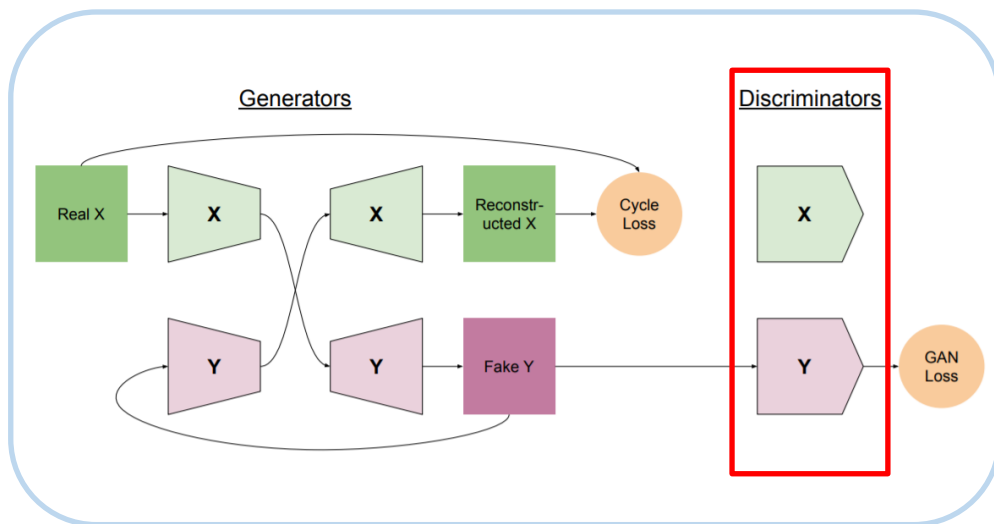 Generators
Discriminators
Real X
X
X
Reconstr-
ucted X
Cycle
Loss
X
Y
Y
Fake Y
Y
GAN
Loss